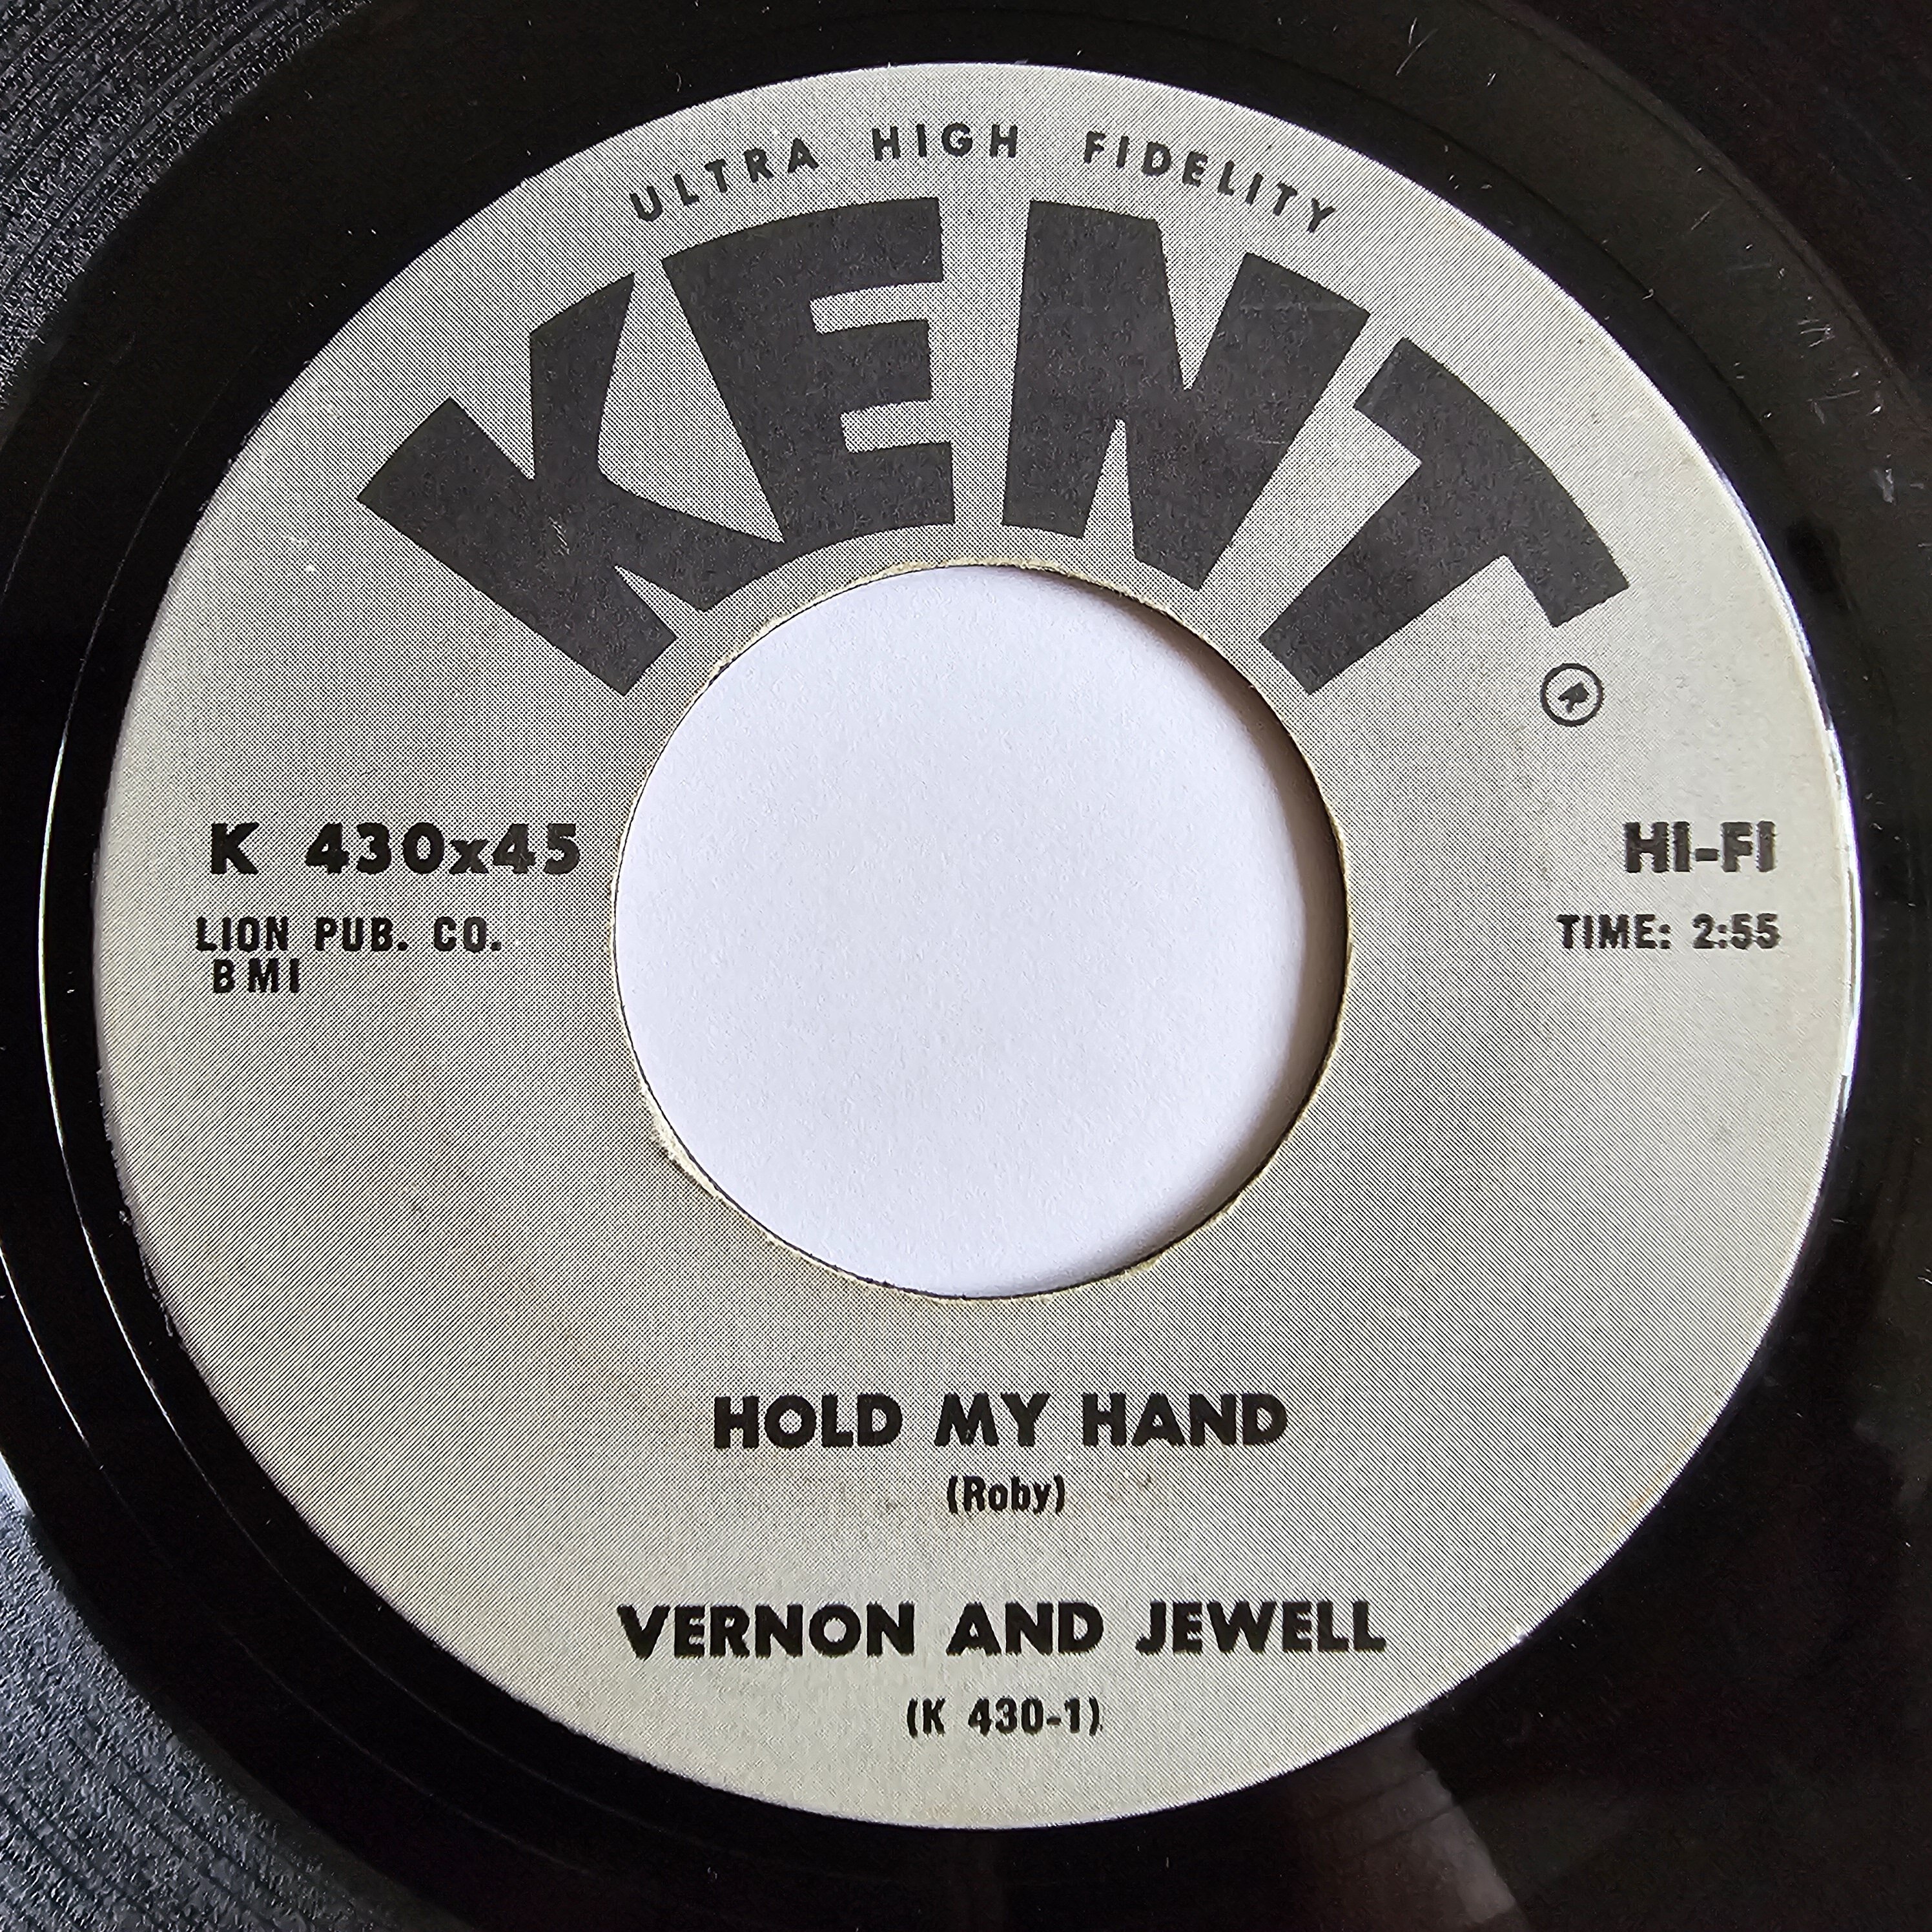 ULTRA HIGH FIDELITY
KENT
®
K 430x45
HI-FI
LION PUB. CO.
TIME: 2:55
BMI
HOLD MY HAND
(Roby)
VERNON AND JEWELL
(K 430-1)